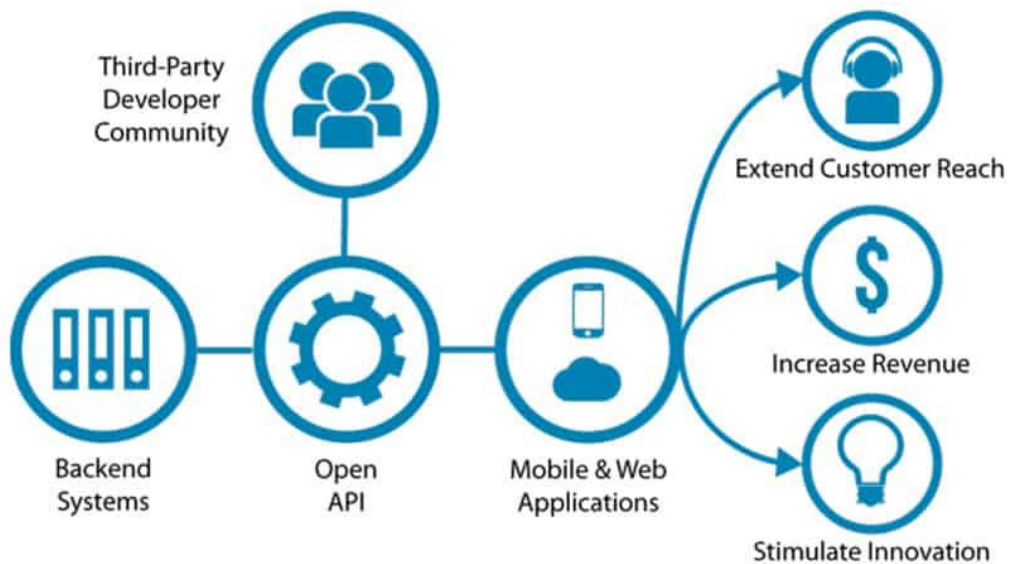 Third-Party
Developer
Community
Extend Customer Reach
$
Increase Revenue
Backend
Systems
Open
API
Mobile & Web
Applications
Stimulate Innovation